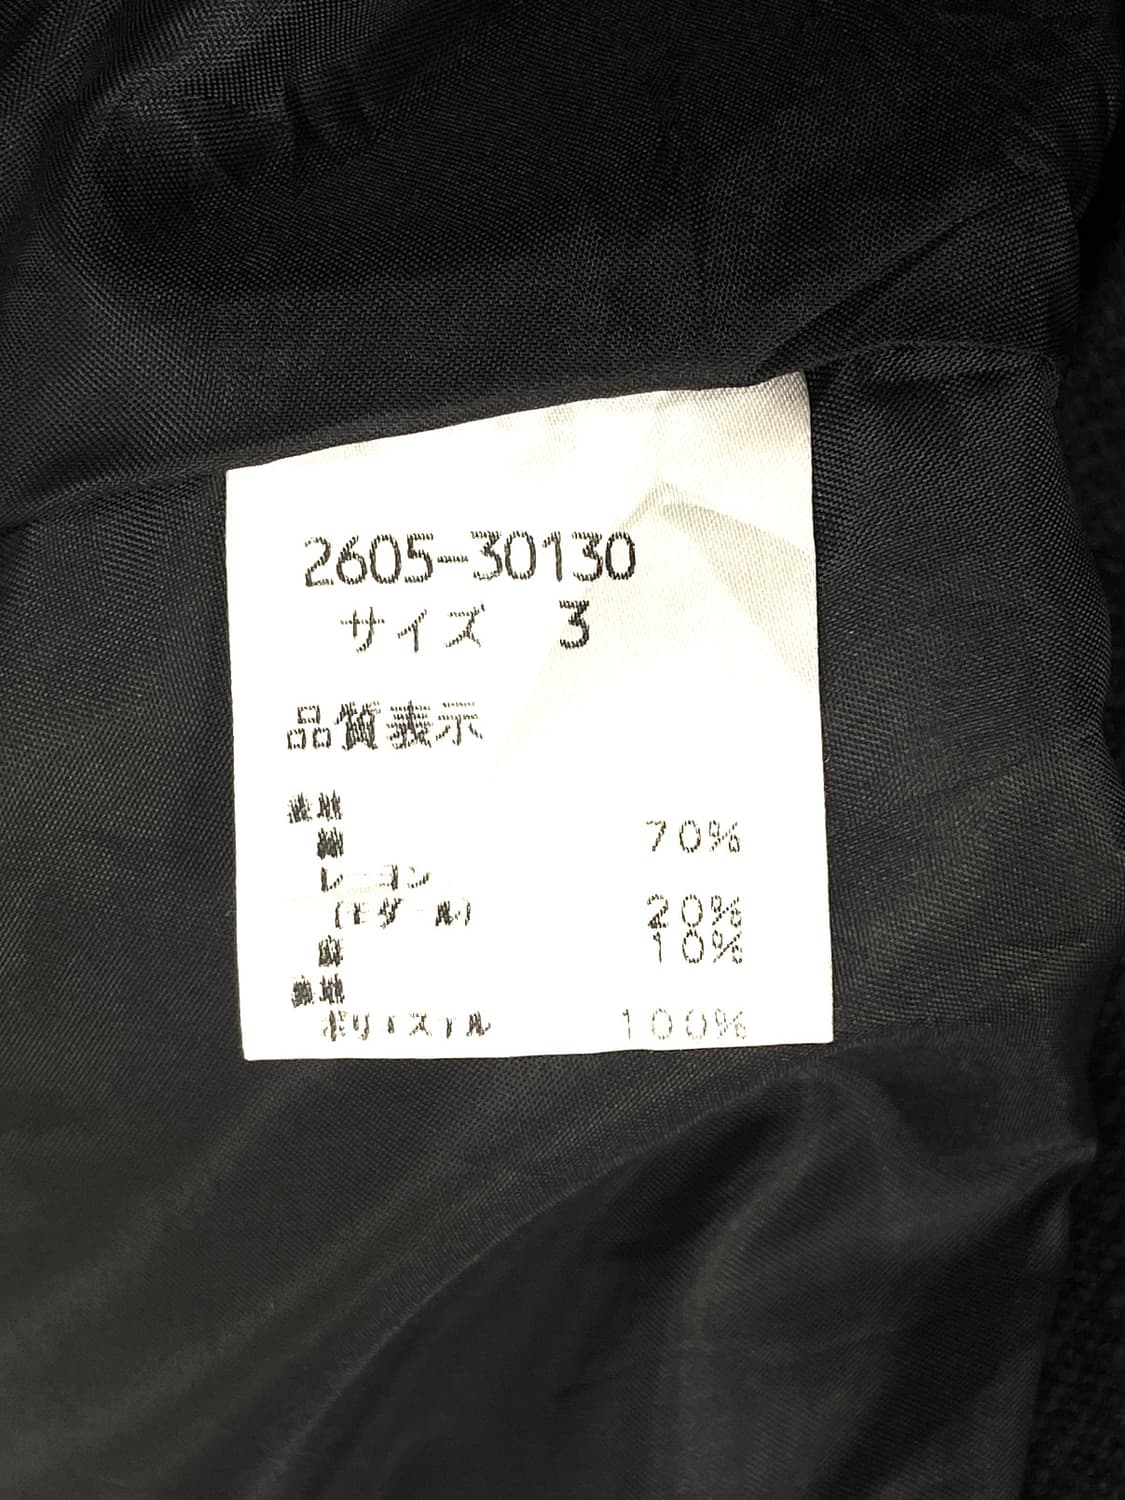 2605-30130
サイズ 3
品質表示
表地
綿 70%
レーヨン
(モダール) 20%
麻 10%
裏地
ポリエステル 100%